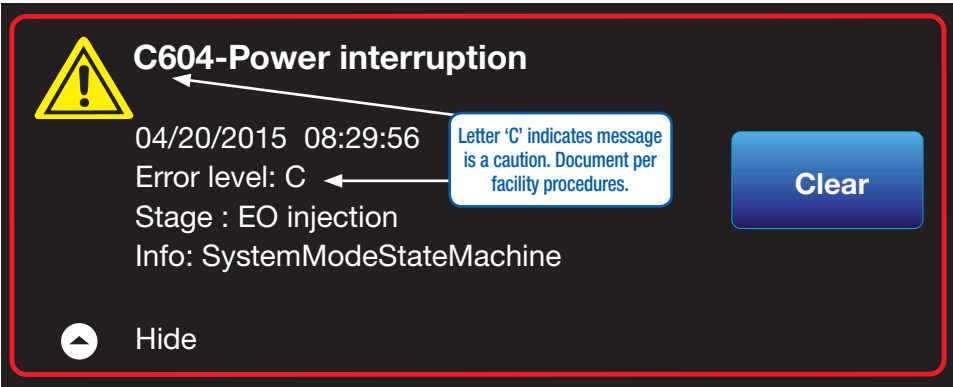 C604-Power interruption
04/20/2015 08:29:56
Error level: C
Stage : EO injection
Info: SystemModeStateMachine
Letter ‘C’ indicates message
is a caution. Document per
facility procedures.
Clear
Hide